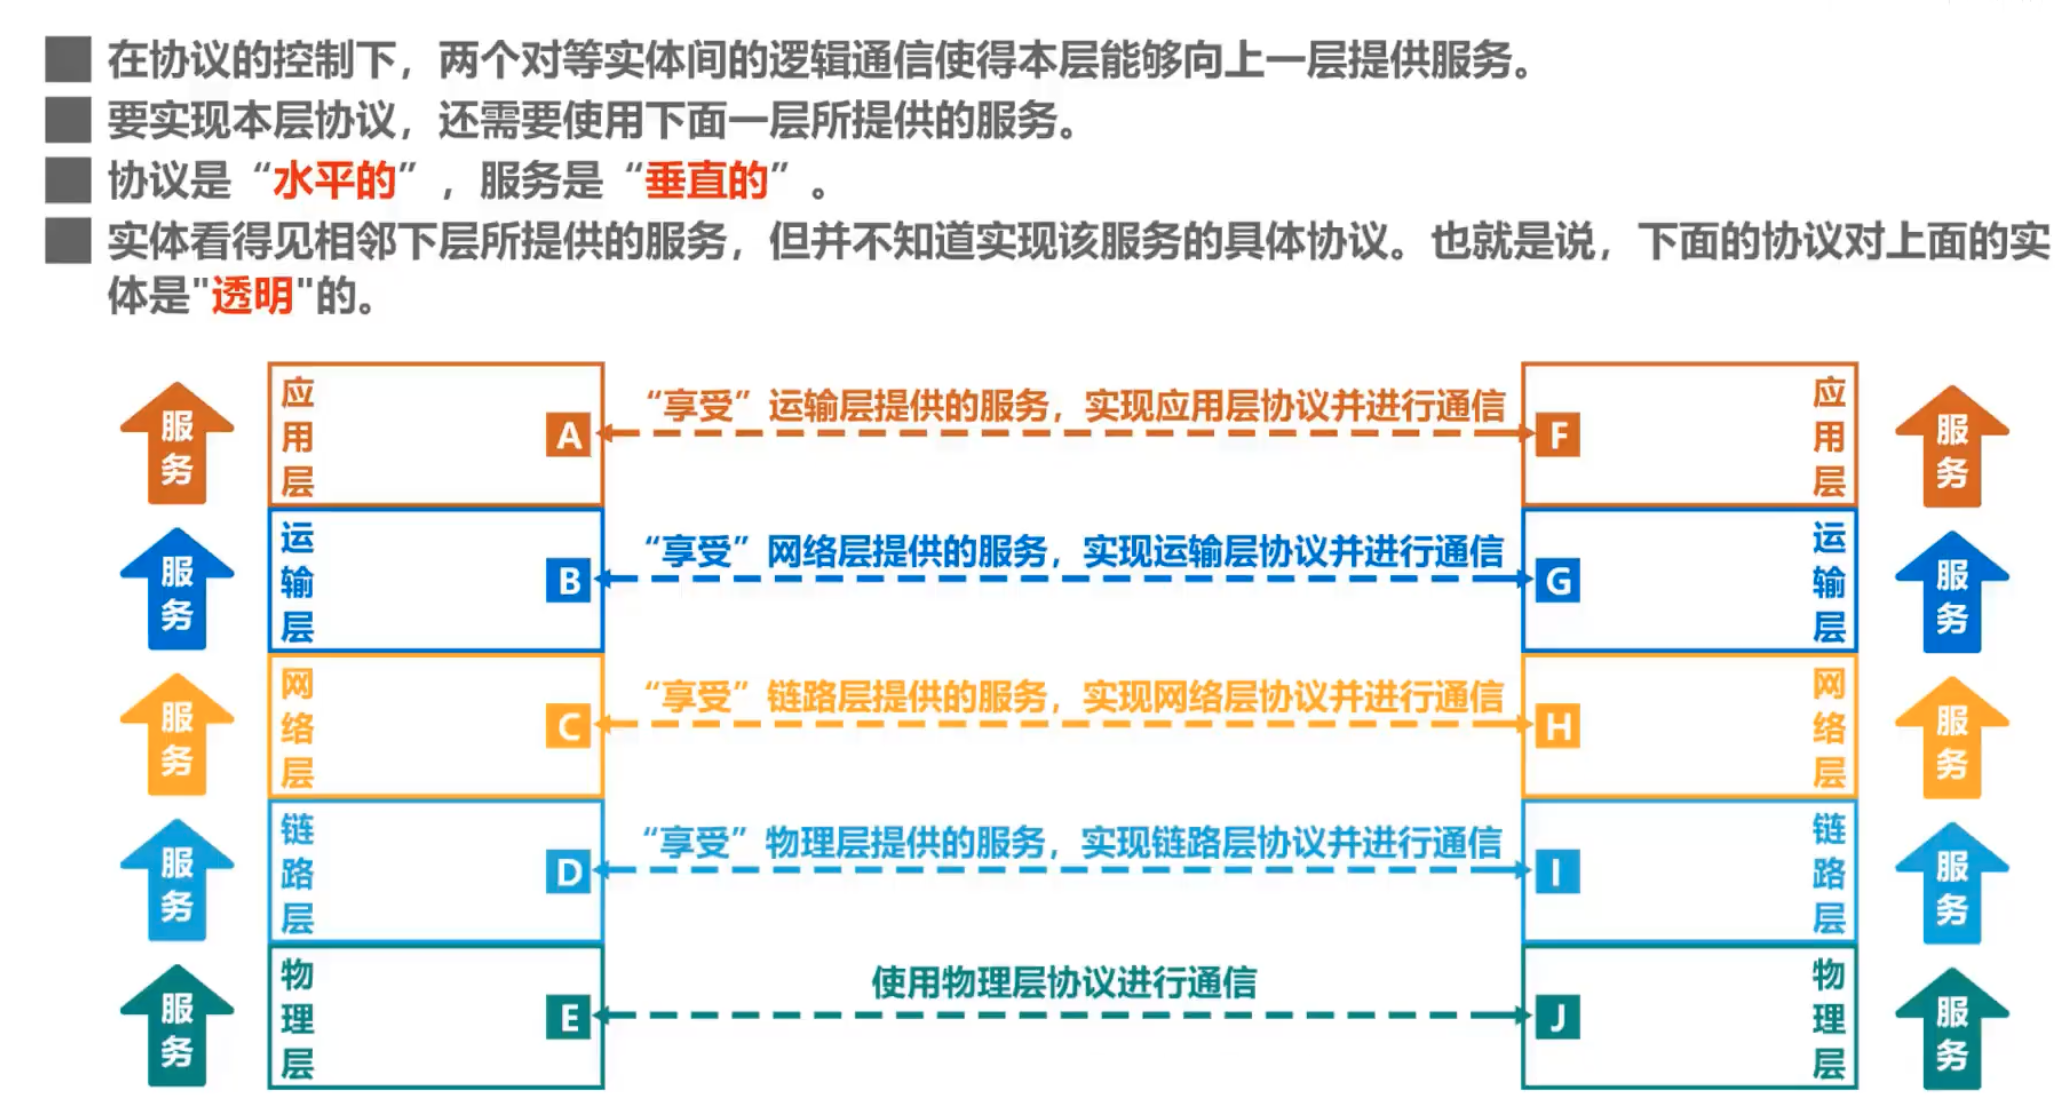 在协议的控制下，两个对等实体间的逻辑通信使得本层能够向上一层提供服务。
要实现本层协议，还需要使用下面一层所提供的服务。
协议是“水平的”，服务是“垂直的”。
实体看得见相邻下层所提供的服务，但并不知道实现该服务的具体协议。也就是说，下面的协议对上面的实
体是"透明"的。
服务
应用层
A
“享受”运输层提供的服务，实现应用层协议并进行通信
F
应用层
服务
服务
运输层
B
“享受”网络层提供的服务，实现运输层协议并进行通信
G
运输层
服务
服务
网络层
C
“享受”链路层提供的服务，实现网络层协议并进行通信
H
网络层
服务
服务
链路层
D
“享受”物理层提供的服务，实现链路层协议并进行通信
I
链路层
服务
服务
物理层
E
使用物理层协议进行通信
J
物理层
服务